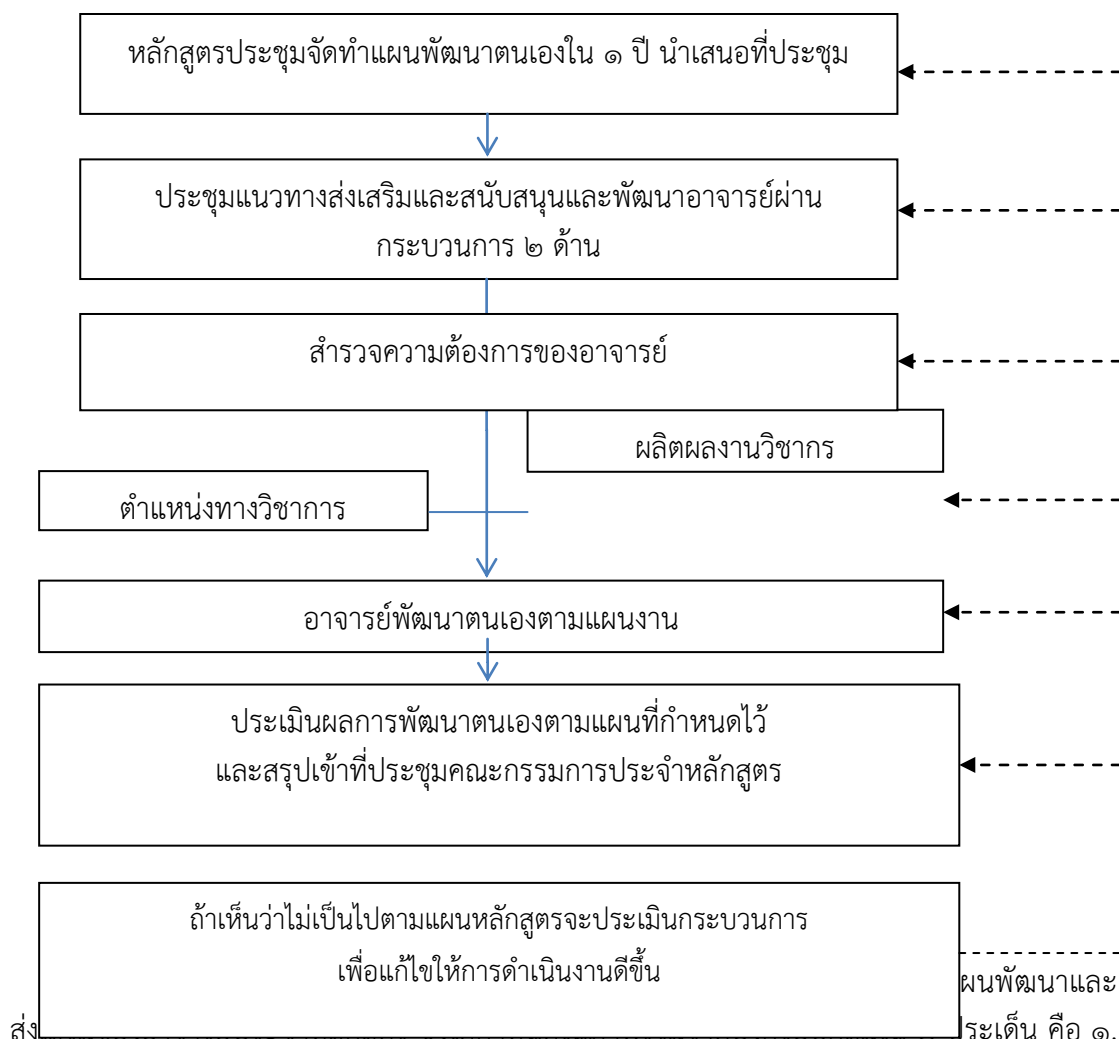 หลักสูตรประชุมจัดทำแผนพัฒนาตนเองใน ๑ ปี นำเสนอที่ประชุม
ประชุมแนวทางส่งเสริมและสนับสนุนและพัฒนาอาจารย์ผ่าน
กระบวนการ ๒ ด้าน
สำรวจความต้องการของอาจารย์
ผลิตผลงานวิชากร
ตำแหน่งทางวิชาการ
อาจารย์พัฒนาตนเองตามแผนงาน
ประเมินผลการพัฒนาตนเองตามแผนที่กำหนดไว้
และสรุปเข้าที่ประชุมคณะกรรมการประจำหลักสูตร
ถ้าเห็นว่าไม่เป็นไปตามแผนหลักสูตรจะประเมินกระบวนการ
เพื่อแก้ไขให้การดำเนินงานดีขึ้น
ผนพัฒนาและ
ส่ง ระเด็น คือ ๑.